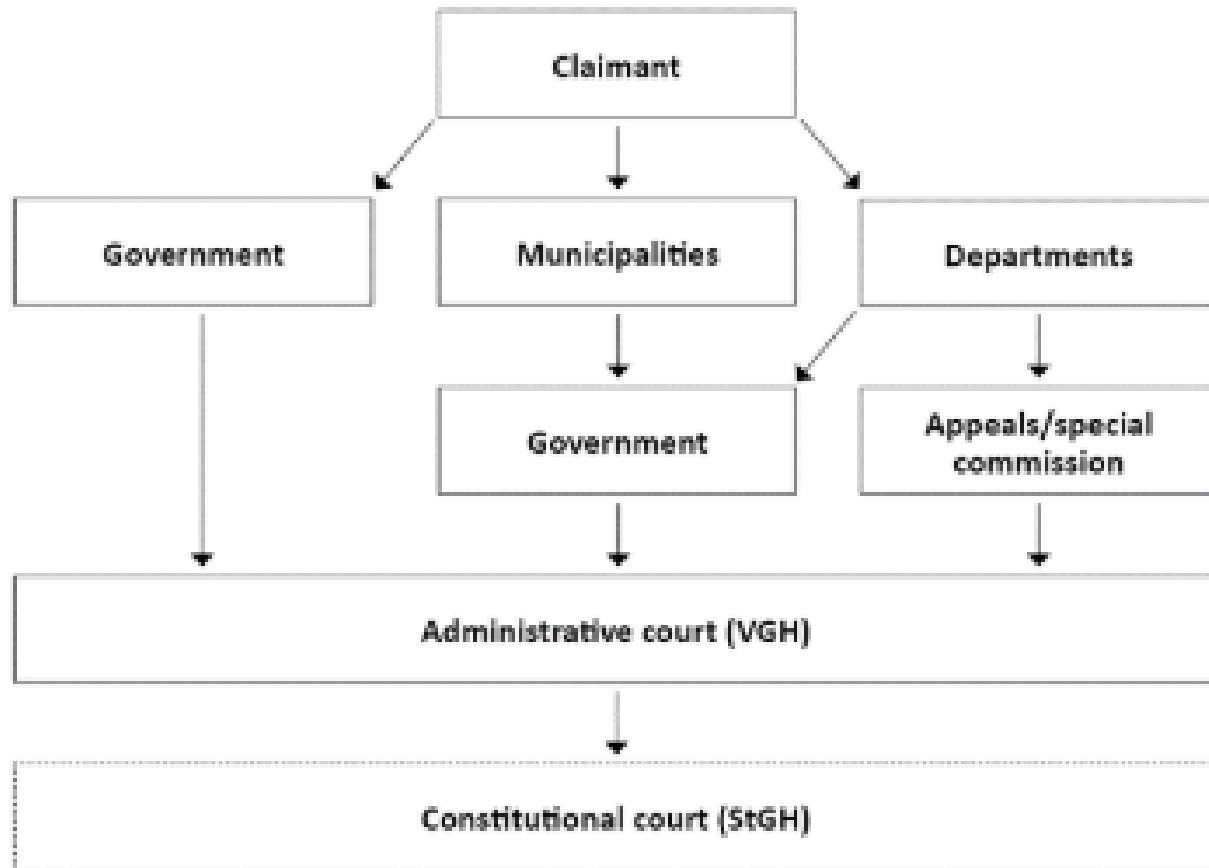 Claimant
Government
Municipalities
Departments
Government
Appeals/special
commission
Administrative court (VGH)
Constitutional court (StGH)